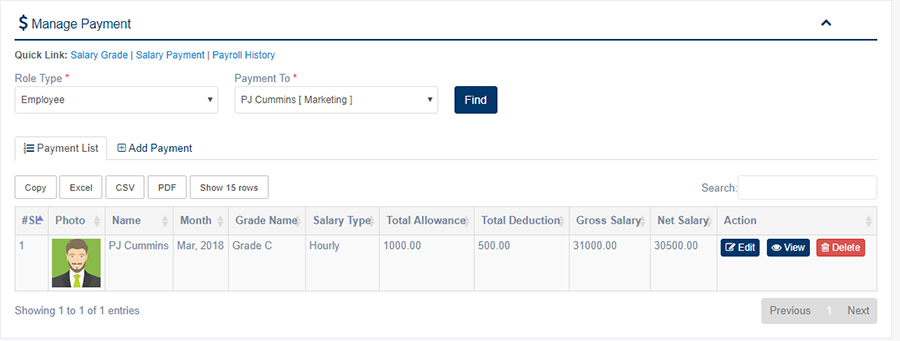 $ Manage Payment
Quick Link: Salary Grade | Salary Payment | Payroll History
Role Type * Payment To *
Employee PJ Cummins [ Marketing ] Find
Payment List Add Payment
Copy Excel CSV PDF Show 15 rows Search:
#SL Photo Name Month Grade Name Salary Type Total Allowance Total Deduction Gross Salary Net Salary Action
1 PJ Cummins Mar, 2018 Grade C Hourly 1000.00 500.00 31000.00 30500.00 Edit View Delete
Showing 1 to 1 of 1 entries Previous 1 Next